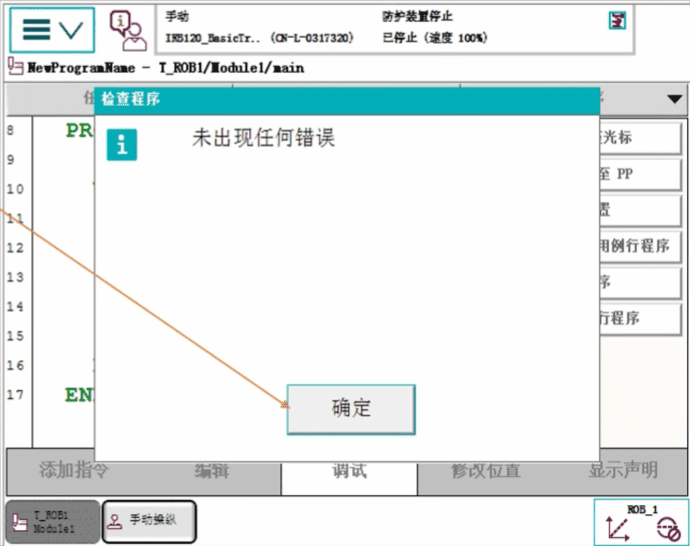 手动
防护装置停止
IRB120_BasicTr.. (CN-L-0317320)
已停止 (速度 100%)
NewProgramName - T_ROB1/Module1/main
检查程序
未出现任何错误
确定
8
PR
9
10
11
12
13
14
15
16
17
EN
光标
至 PP
置
用例行程序
序
行程序
添加指令
编辑
调试
修改位置
显示声明
T_ROB1
Module1
手动操纵
ROB_1